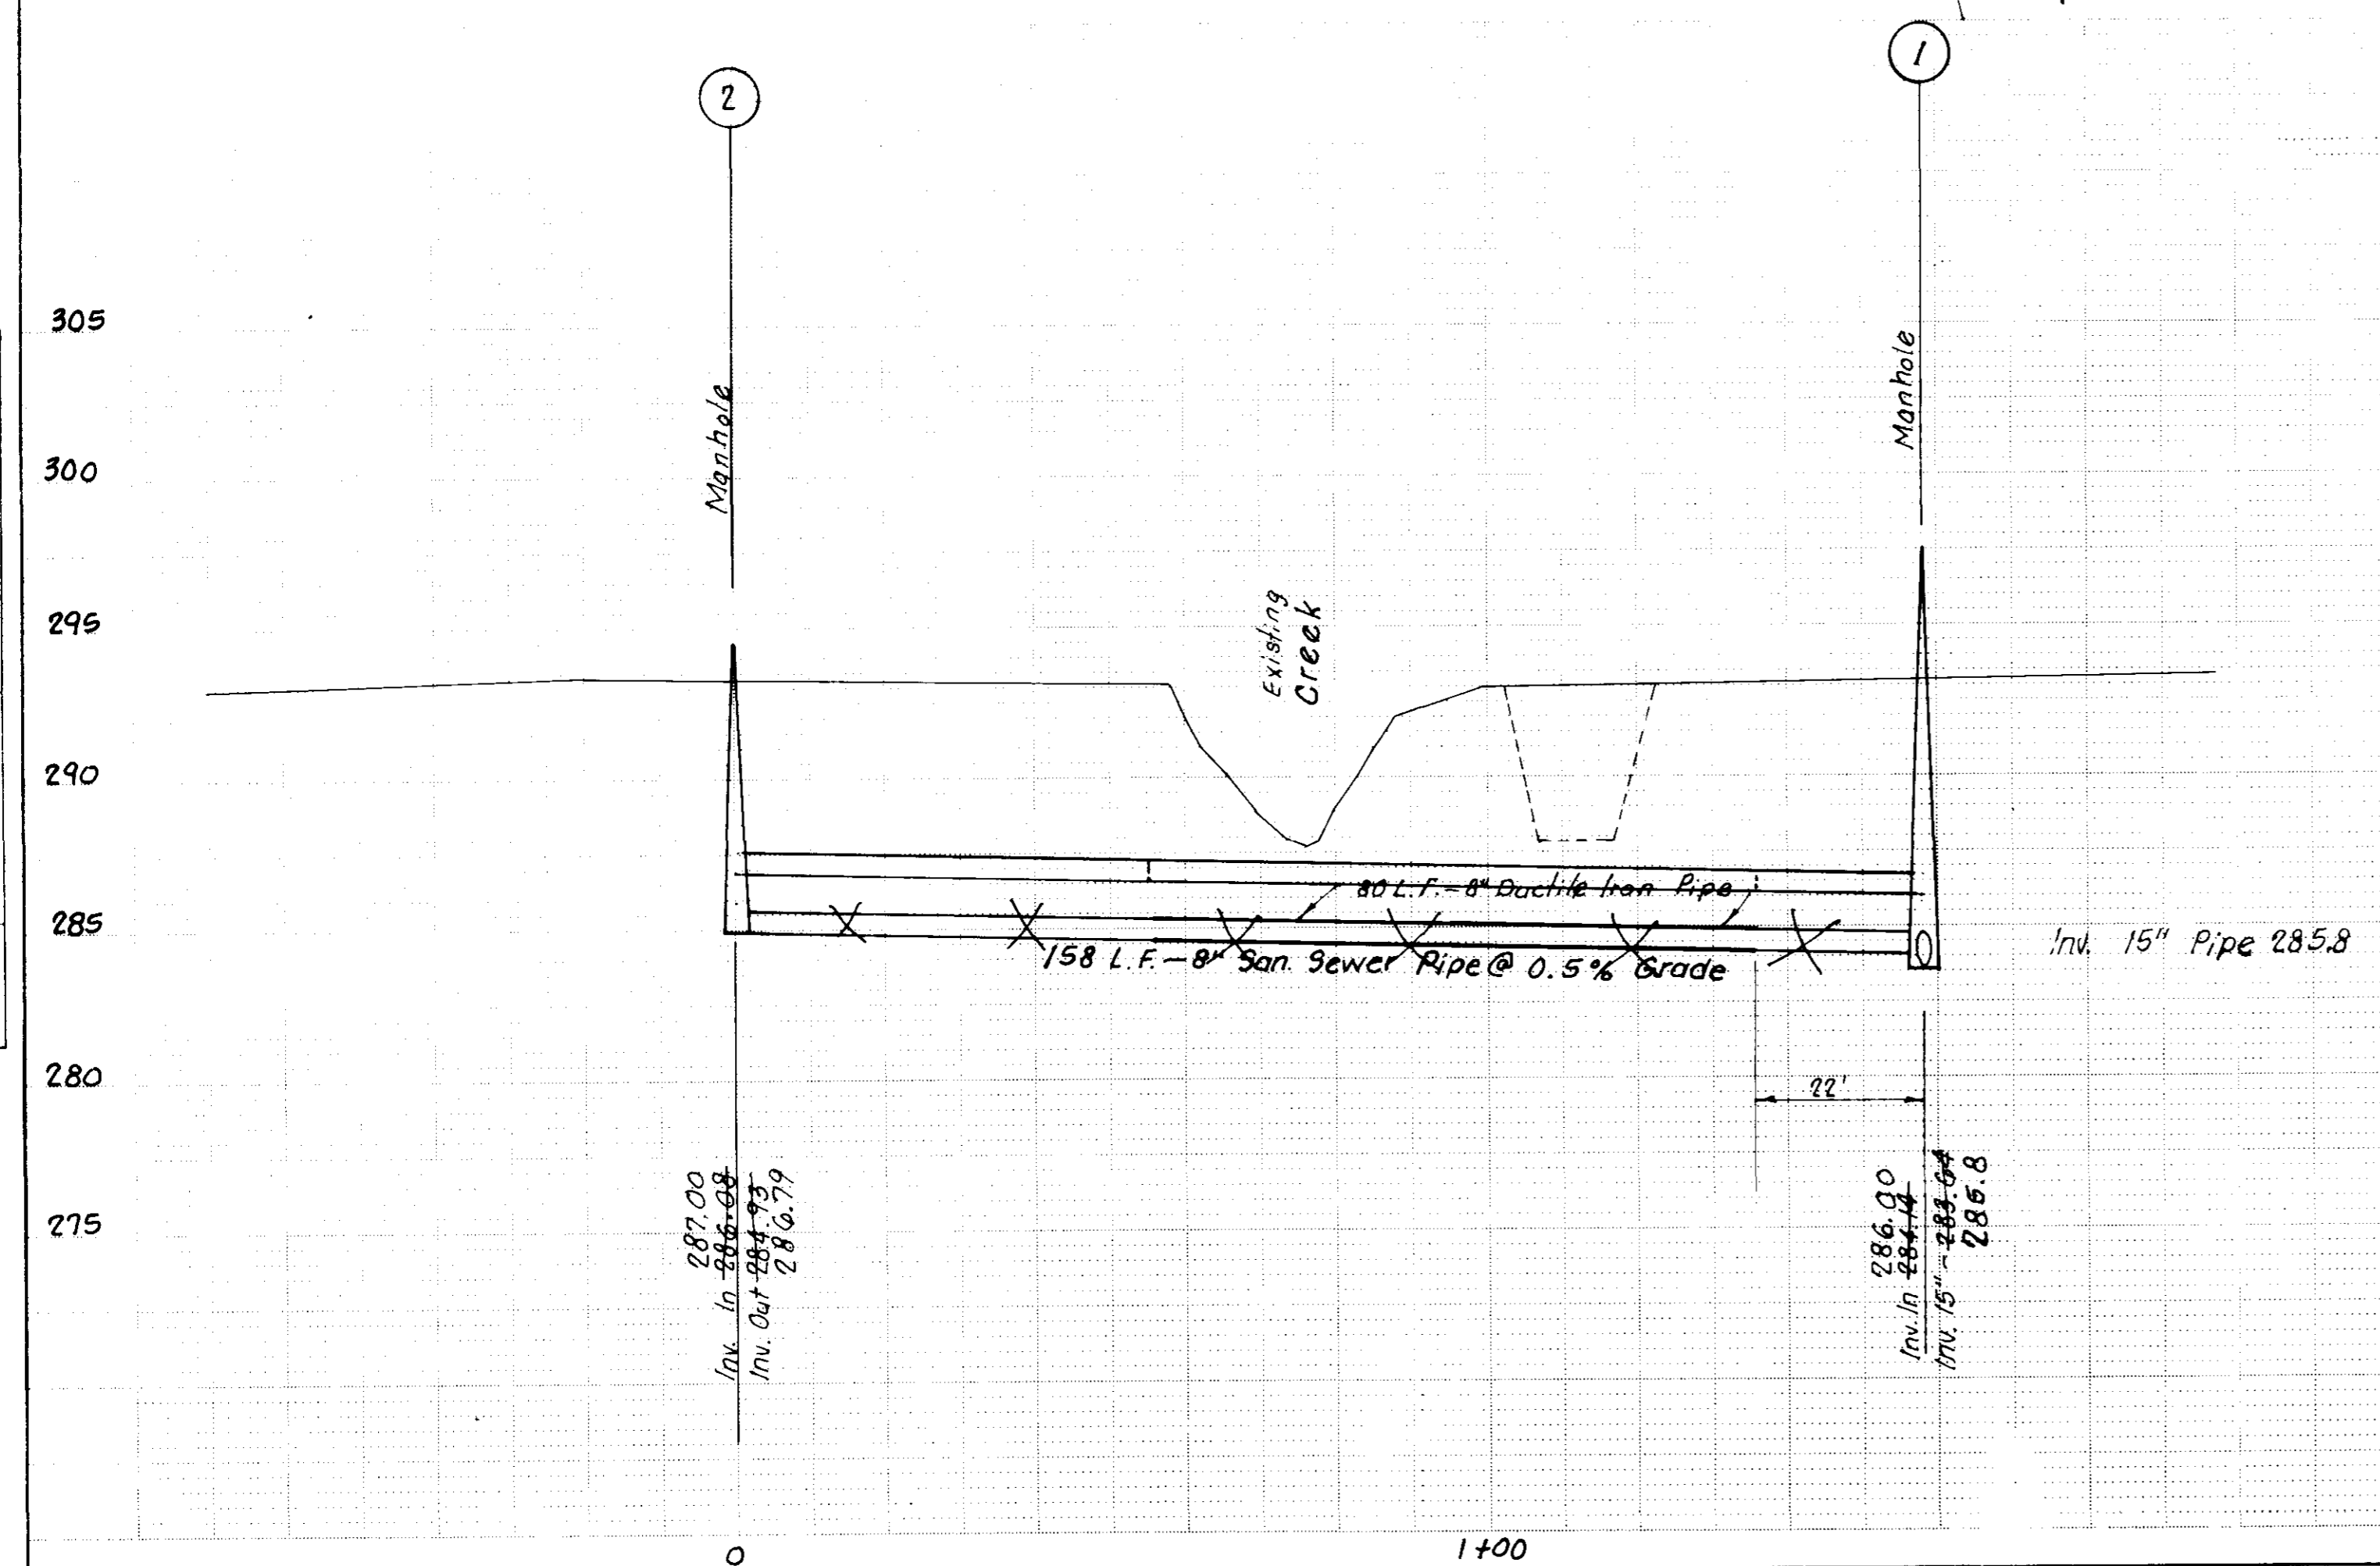 2
1
Manhole
Manhole
305
300
295
290
285
280
275
Existing
Creek
80 L.F. - 8" Ductile Iron Pipe
158 L.F. - 8" San. Sewer Pipe @ 0.5% Grade
Inv. 15" Pipe 285.8
22'
287.00
Inv. In 286.08
Inv. Out 284.93
286.79
286.00
Inv. In 284.14
Inv. 15" - 283.64
285.8
0
1+00